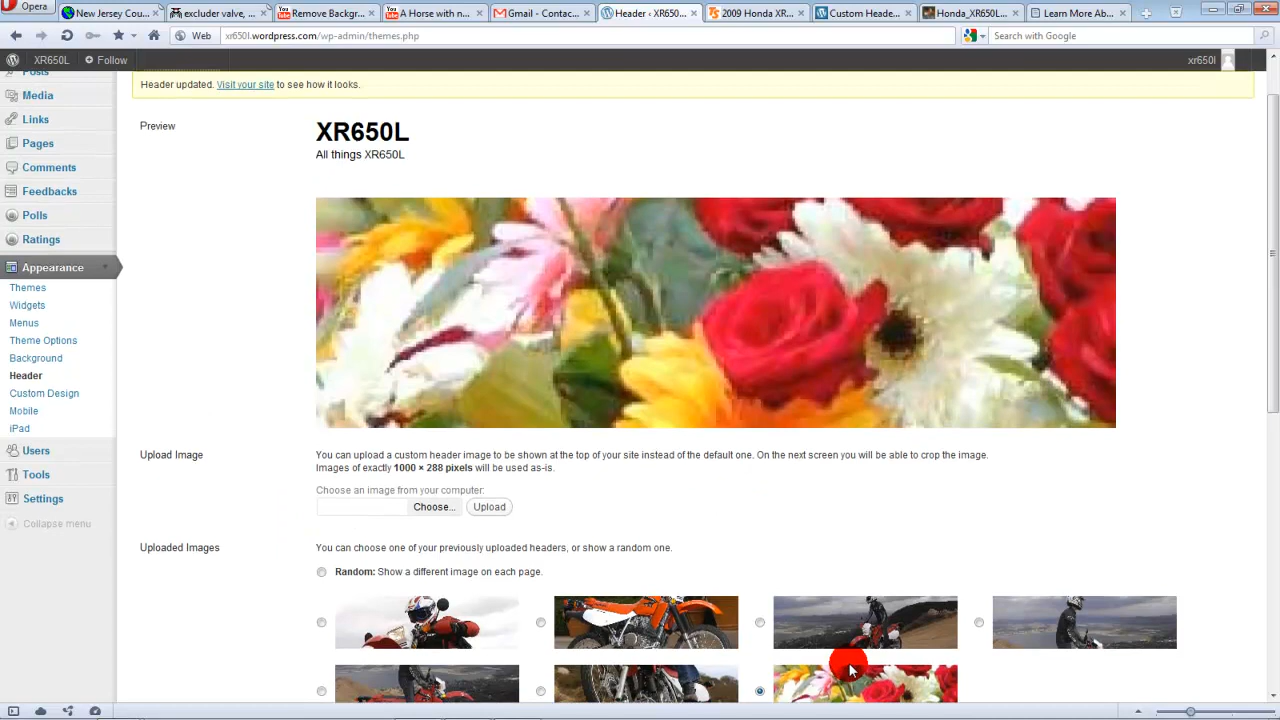 Opera
New Jersey Cou...
excluder valve, ...
Remove Backgr...
A Horse with n...
Gmail - Contac...
Header ‹ XR650...
2009 Honda XR...
Custom Heade...
Honda_XR650L...
Learn More Ab...
Web
xr650l.wordpress.com/wp-admin/themes.php
Search with Google
XR650L
Follow
xr650l
Posts
Media
Links
Pages
Comments
Feedbacks
Polls
Ratings
Appearance
Themes
Widgets
Menus
Theme Options
Background
Header
Custom Design
Mobile
iPad
Users
Tools
Settings
Collapse menu
Header updated. Visit your site to see how it looks.
Preview
XR650L
All things XR650L
Upload Image
You can upload a custom header image to be shown at the top of your site instead of the default one. On the next screen you will be able to crop the image.
Images of exactly 1000 × 288 pixels will be used as-is.
Choose an image from your computer:
Choose...
Upload
Uploaded Images
You can choose one of your previously uploaded headers, or show a random one.
Random: Show a different image on each page.